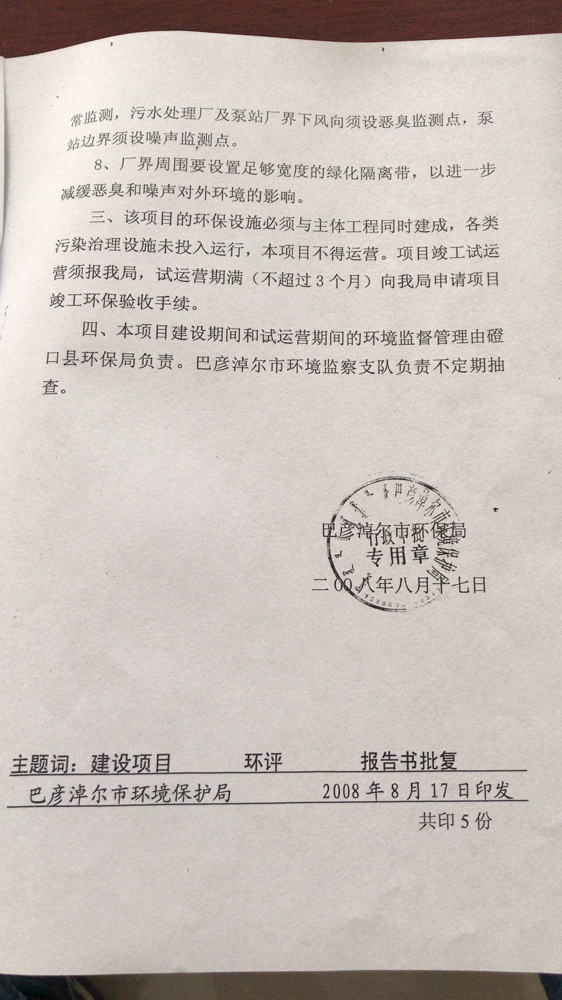 常监测，污水处理厂及泵站厂界下风向须设恶臭监测点，泵
站边界须设噪声监测点。
8、厂界周围要设置足够宽度的绿化隔离带，以进一步
减缓恶臭和噪声对外环境的影响。
三、该项目的环保设施必须与主体工程同时建成，各类
污染治理设施未投入运行，本项目不得运营。项目竣工试运
营须报我局，试运营期满（不超过3个月）向我局申请项目
竣工环保验收手续。
四、本项目建设期间和试运营期间的环境监督管理由磴
口县环保局负责。巴彦淖尔市环境监察支队负责不定期抽
查。
巴彦淖尔市环境保护局
巴彦淖尔市环保局
行政审批
专用章
二00八年八月十七日
主题词：建设项目 环评 报告书批复
巴彦淖尔市环境保护局 2008年8月17日印发
共印5份